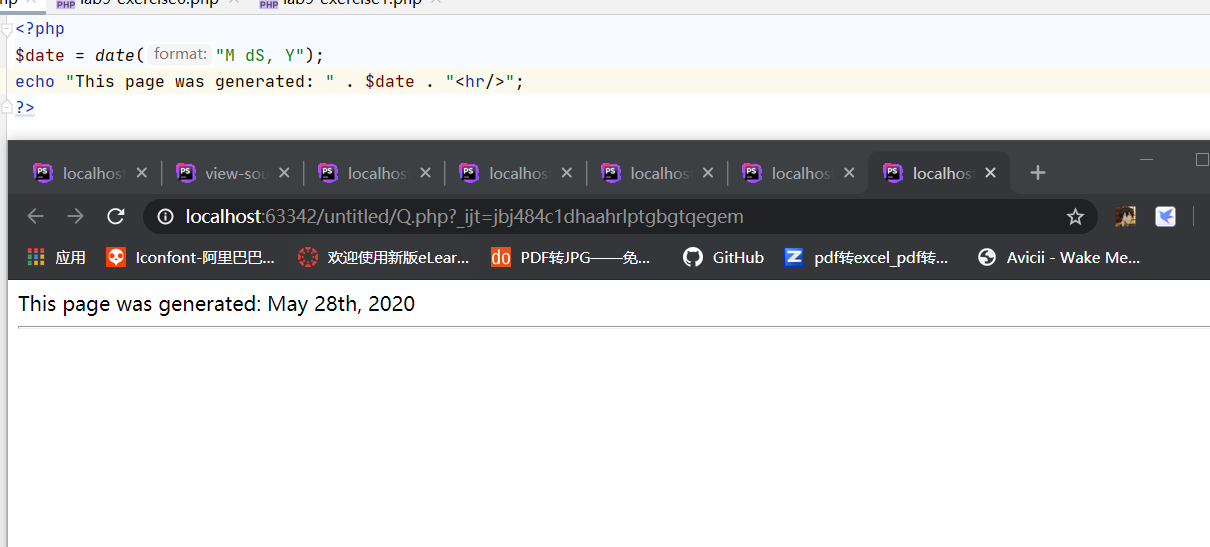 php lab9-exercise6.php lab9-exercise1.php
<?php
$date = date( format: "M dS, Y");
echo "This page was generated: " . $date . "<hr/>";
?>
localhost view-sou localhost localhost localhost localhost localhost
localhost:63342/untitled/Q.php?_ijt=jbj484c1dhaahrlptgbgtqegem
应用 Iconfont-阿里巴巴... 欢迎使用新版eLear... PDF转JPG——免... GitHub pdf转excel_pdf转... Avicii - Wake Me...
This page was generated: May 28th, 2020